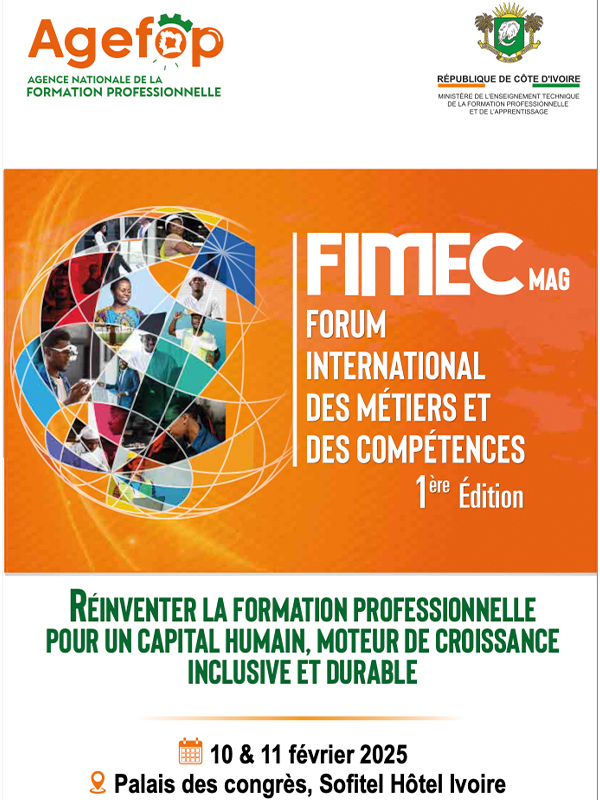 Agefop
AGENCE NATIONALE DE LA
FORMATION PROFESSIONNELLE
RÉPUBLIQUE DE CÔTE D'IVOIRE
MINISTÈRE DE L'ENSEIGNEMENT TECHNIQUE
DE LA FORMATION PROFESSIONNELLE
ET DE L'APPRENTISSAGE
FIMEC MAG
FORUM
INTERNATIONAL
DES MÉTIERS ET
DES COMPÉTENCES
1ère Édition
RÉINVENTER LA FORMATION PROFESSIONNELLE
POUR UN CAPITAL HUMAIN, MOTEUR DE CROISSANCE
INCLUSIVE ET DURABLE
10 & 11 février 2025
Palais des congrès, Sofitel Hôtel Ivoire